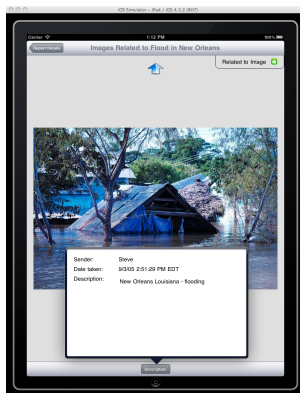 iOS Simulator - iPad / iOS 4.3.2 (8H7)
Carrier 1:12 PM 100%
Report Details Images Related to Flood in New Orleans
Related to Image
Sender: Steve
Date taken: 9/3/05 2:51:29 PM EDT
Description: New Orleans Louisiana - flooding
Description